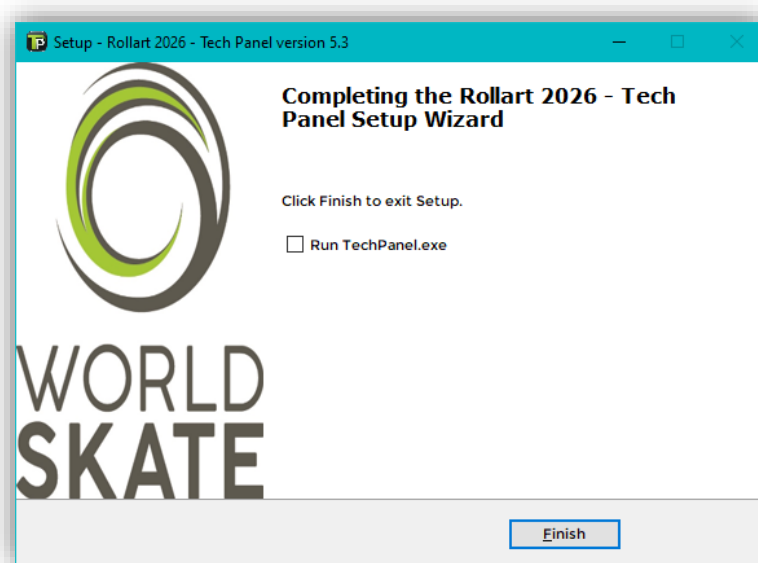 TP
Setup - Rollart 2026 - Tech Panel version 5.3
Completing the Rollart 2026 - Tech
Panel Setup Wizard
Click Finish to exit Setup.
Run TechPanel.exe
WORLD
SKATE
Finish